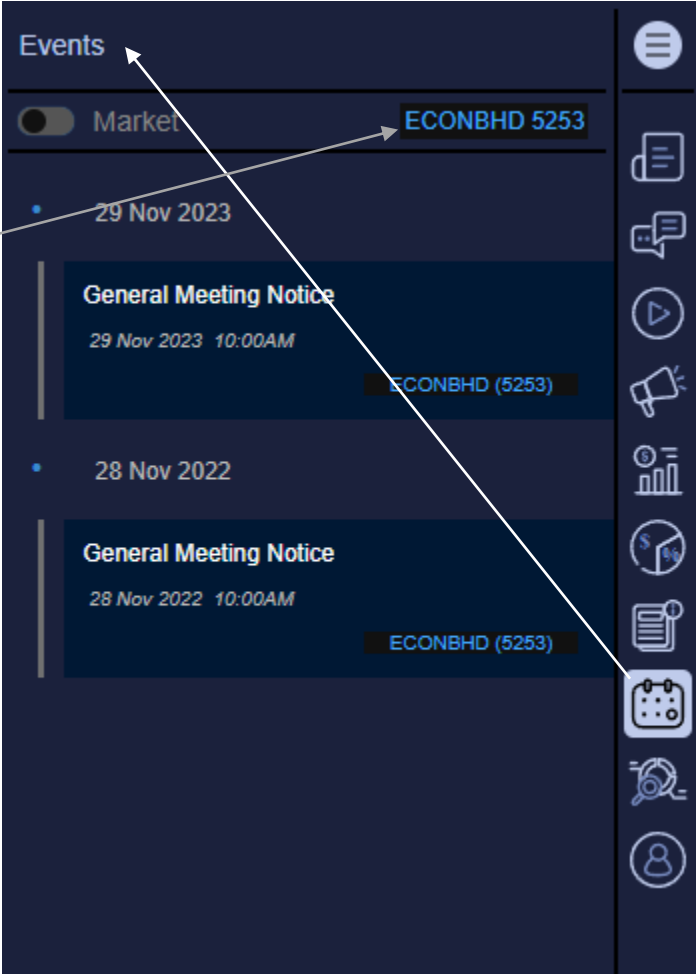 Events
Market
ECONBHD 5253
29 Nov 2023
General Meeting Notice
29 Nov 2023 10:00AM
ECONBHD (5253)
28 Nov 2022
General Meeting Notice
28 Nov 2022 10:00AM
ECONBHD (5253)
$
$ %